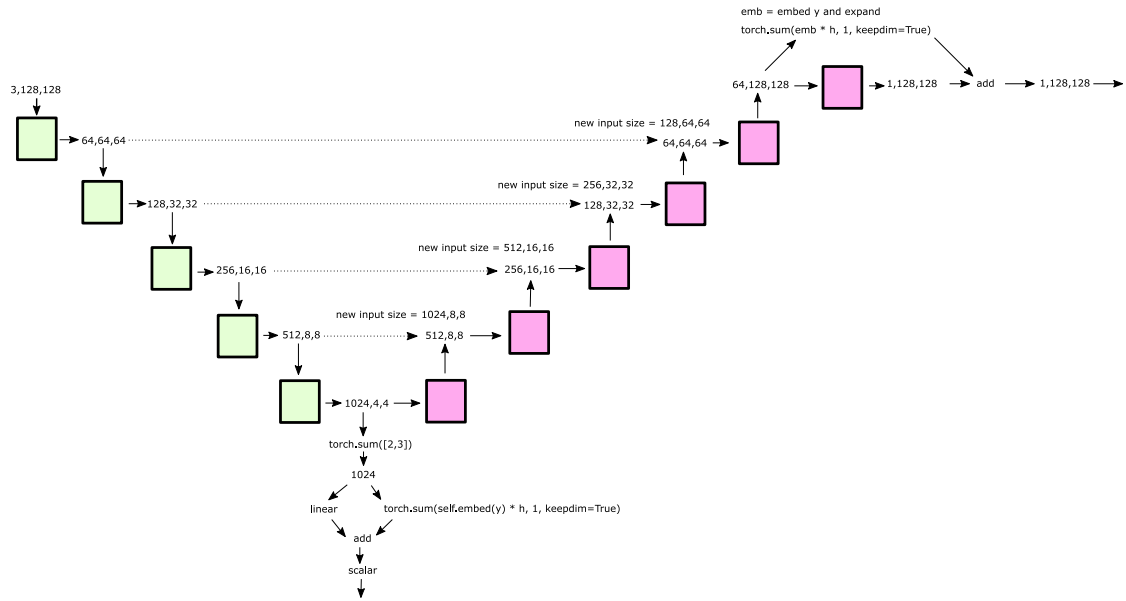 emb = embed y and expand
torch.sum(emb * h, 1, keepdim=True)
3,128,128
64,128,128
1,128,128
add
1,128,128
new input size = 128,64,64
64,64,64
64,64,64
new input size = 256,32,32
128,32,32
128,32,32
new input size = 512,16,16
256,16,16
256,16,16
new input size = 1024,8,8
512,8,8
512,8,8
1024,4,4
torch.sum([2,3])
1024
linear
torch.sum(self.embed(y) * h, 1, keepdim=True)
add
scalar